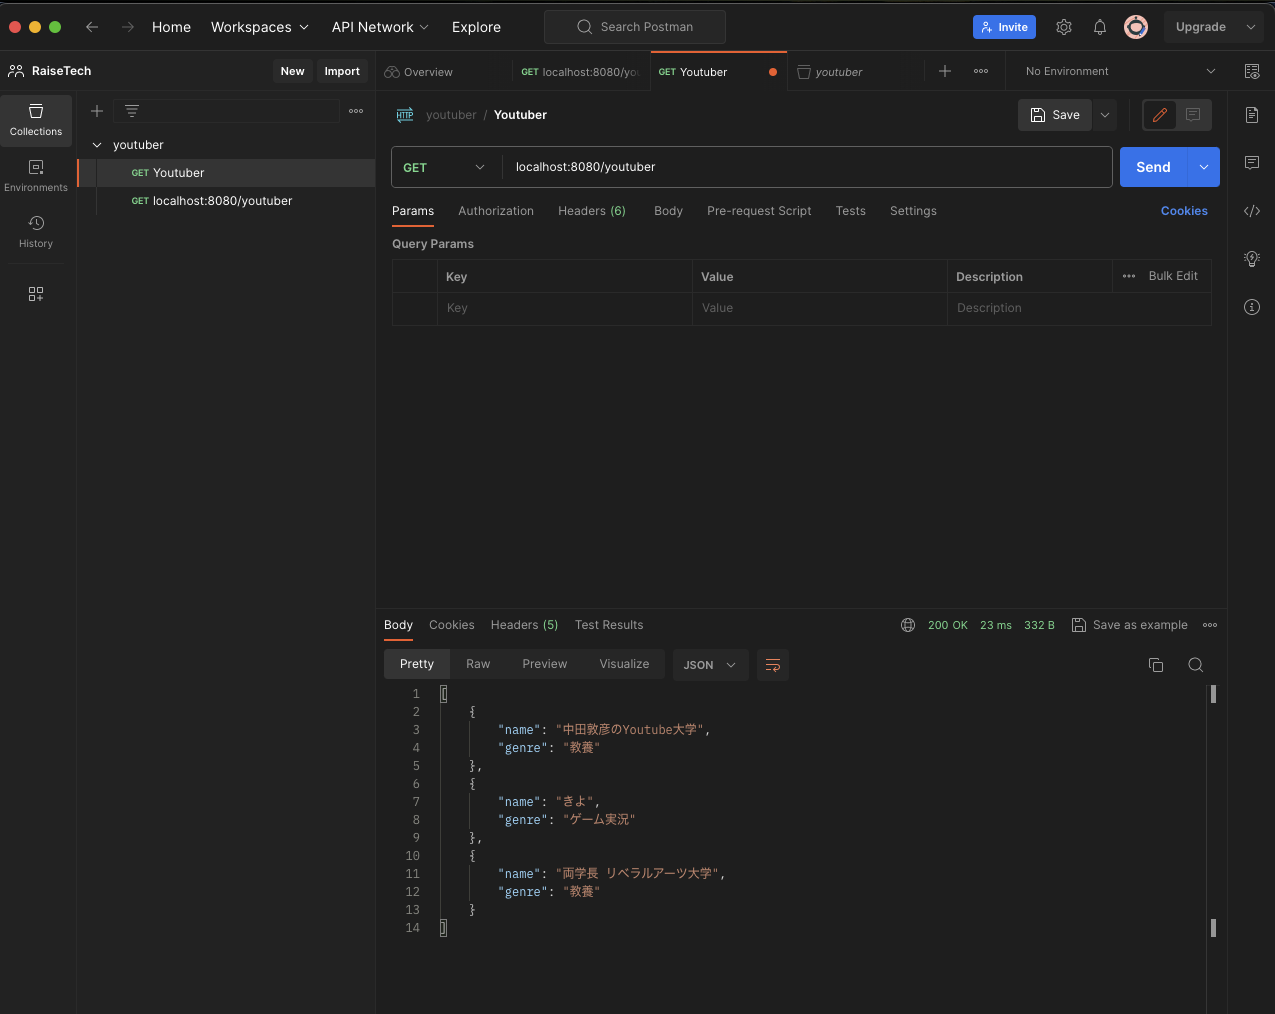 Home Workspaces API Network Explore Search Postman Invite Upgrade
RaiseTech New Import Overview GET localhost:8080/you GET Youtuber youtuber No Environment
Collections
Environments
History
youtuber
GET Youtuber
GET localhost:8080/youtuber
HTTP youtuber / Youtuber Save
GET localhost:8080/youtuber Send
Params Authorization Headers (6) Body Pre-request Script Tests Settings Cookies
Query Params
Key Value Description Bulk Edit
Key Value Description
Body Cookies Headers (5) Test Results 200 OK 23 ms 332 B Save as example
Pretty Raw Preview Visualize JSON
1 [
2 {
3 "name": "中田敦彦のYoutube大学",
4 "genre": "教養"
5 },
6 {
7 "name": "きよ",
8 "genre": "ゲーム実況"
9 },
10 {
11 "name": "両学長 リベラルアーツ大学",
12 "genre": "教養"
13 }
14 ]